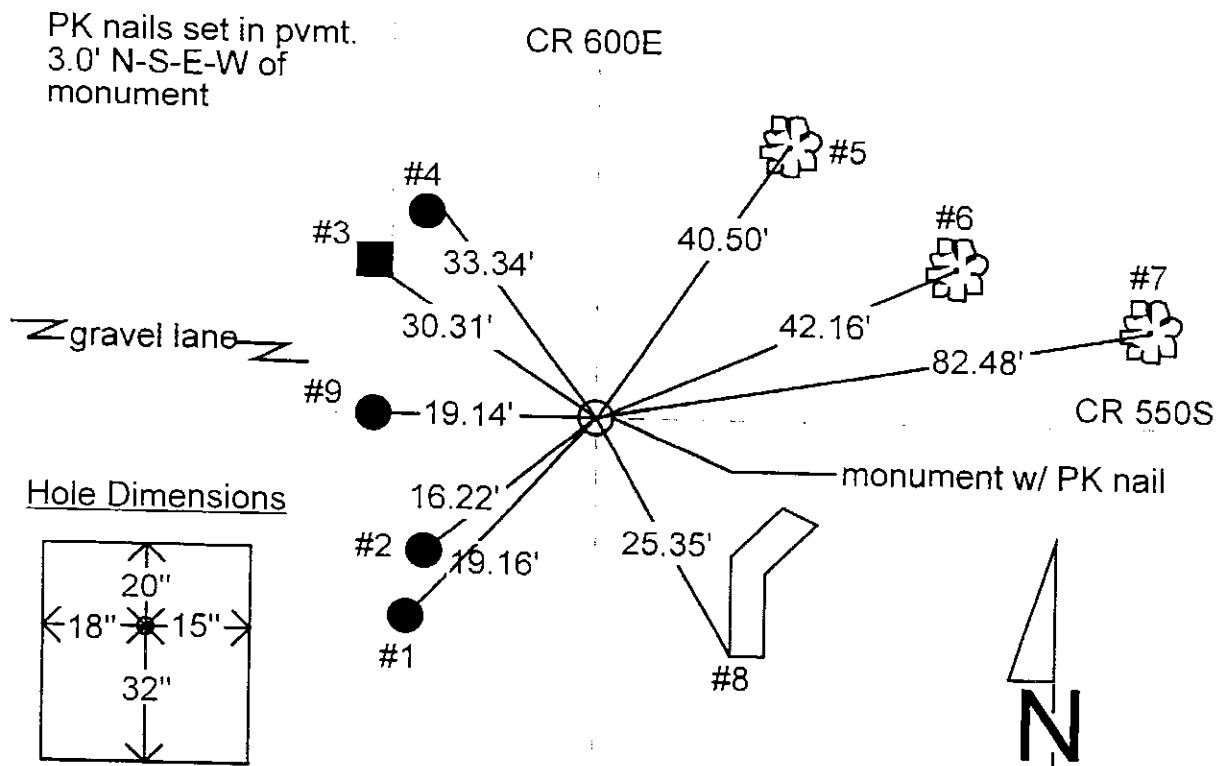 PK nails set in pvmt.
3.0' N-S-E-W of
monument
CR 600E
#4
#5
#3
33.34'
40.50'
#6
#7
gravel lane
30.31'
42.16'
82.48'
#9
19.14'
CR 550S
monument w/ PK nail
Hole Dimensions
16.22'
#2
19.16'
25.35'
20"
18"
15"
#1
#8
32"
N